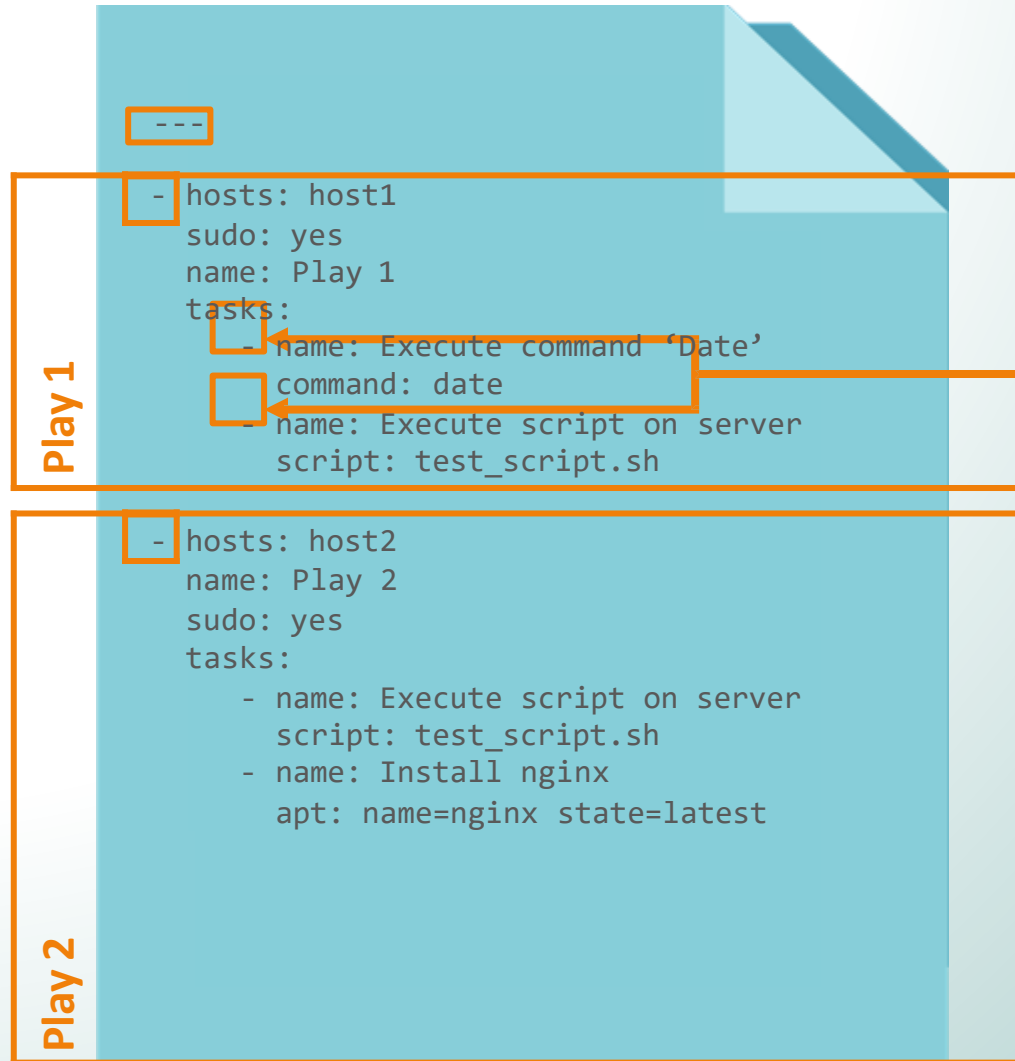 ---
Play 1
- hosts: host1
sudo: yes
name: Play 1
tasks:
- name: Execute command ‘Date’
command: date
- name: Execute script on server
script: test_script.sh
Play 2
- hosts: host2
name: Play 2
sudo: yes
tasks:
- name: Execute script on server
script: test_script.sh
- name: Install nginx
apt: name=nginx state=latest